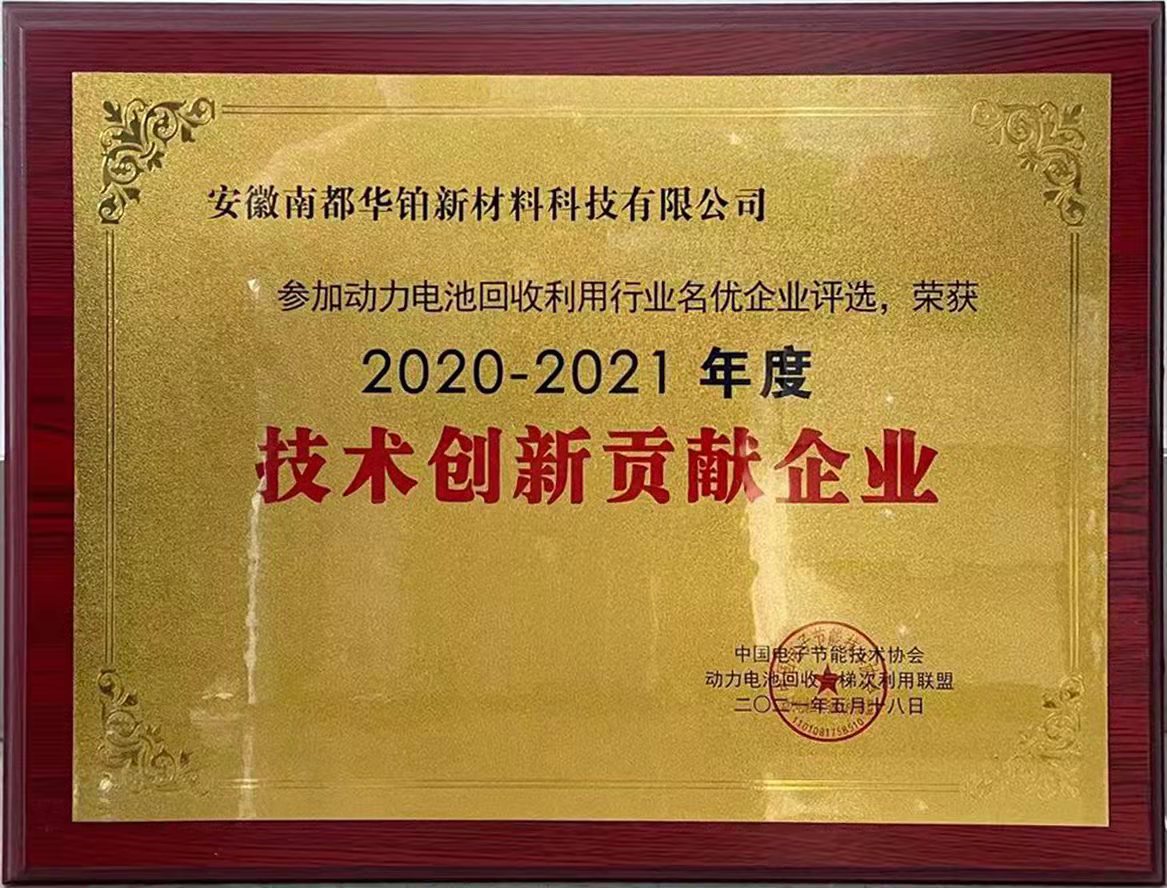 安徽南都华铂新材料科技有限公司
参加动力电池回收利用行业名优企业评选，荣获
2020-2021 年度
技术创新贡献企业
中国电子节能技术协会
动力电池回收与梯次利用联盟
二〇二一年五月十八日